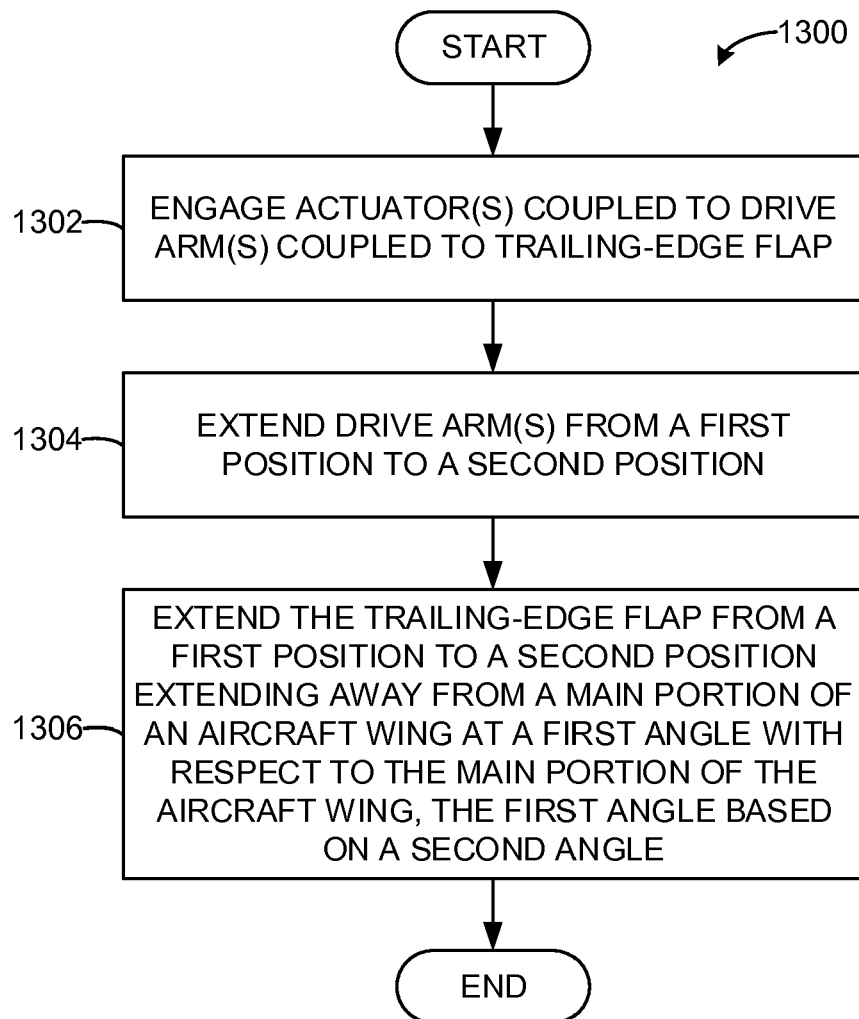 START
1300
1302
ENGAGE ACTUATOR(S) COUPLED TO DRIVE
ARM(S) COUPLED TO TRAILING-EDGE FLAP
1304
EXTEND DRIVE ARM(S) FROM A FIRST
POSITION TO A SECOND POSITION
1306
EXTEND THE TRAILING-EDGE FLAP FROM A
FIRST POSITION TO A SECOND POSITION
EXTENDING AWAY FROM A MAIN PORTION OF
AN AIRCRAFT WING AT A FIRST ANGLE WITH
RESPECT TO THE MAIN PORTION OF THE
AIRCRAFT WING, THE FIRST ANGLE BASED
ON A SECOND ANGLE
END